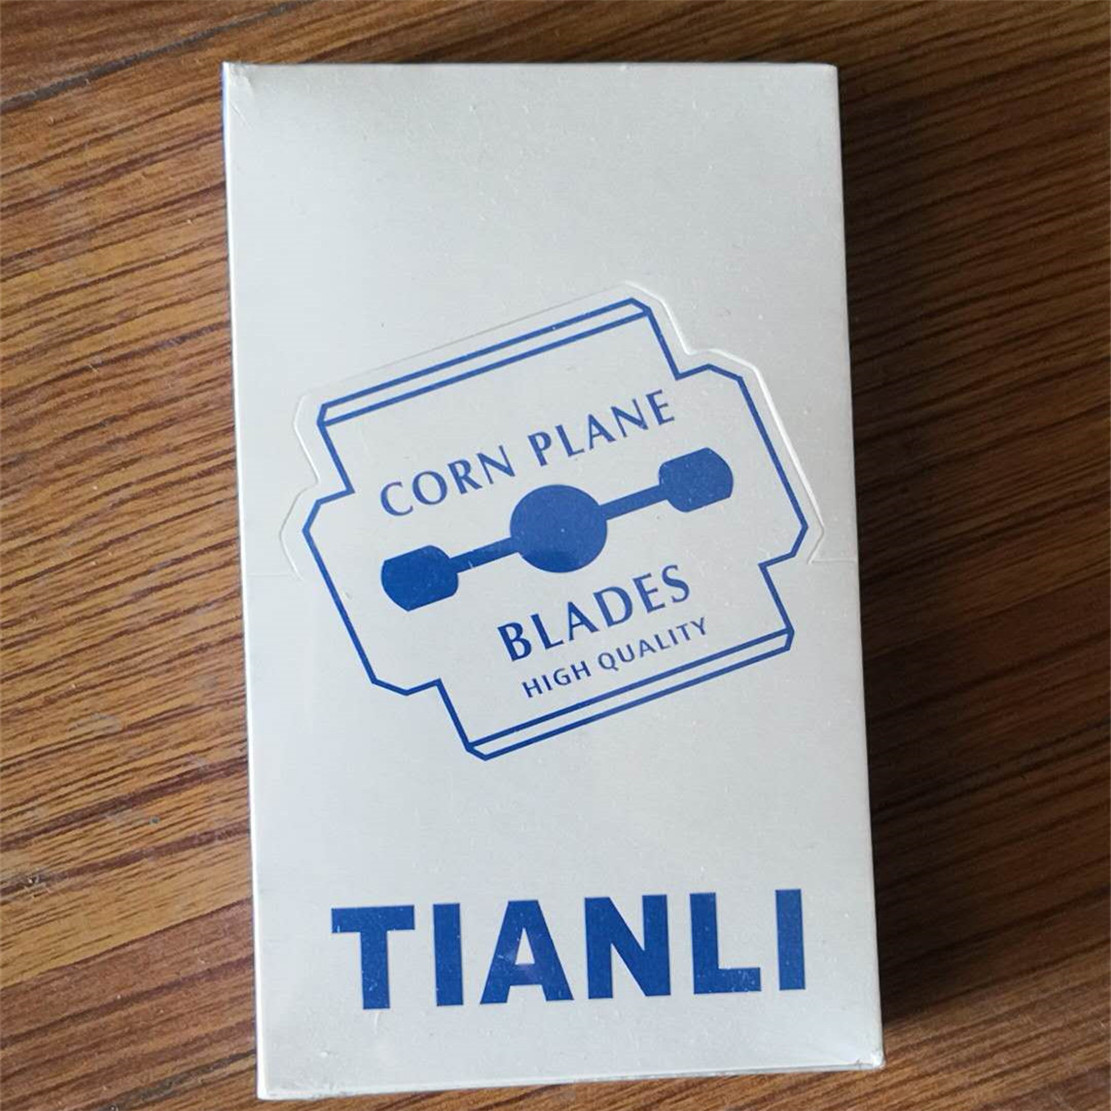 CORN PLANE
BLADES
HIGH QUALITY
TIANLI